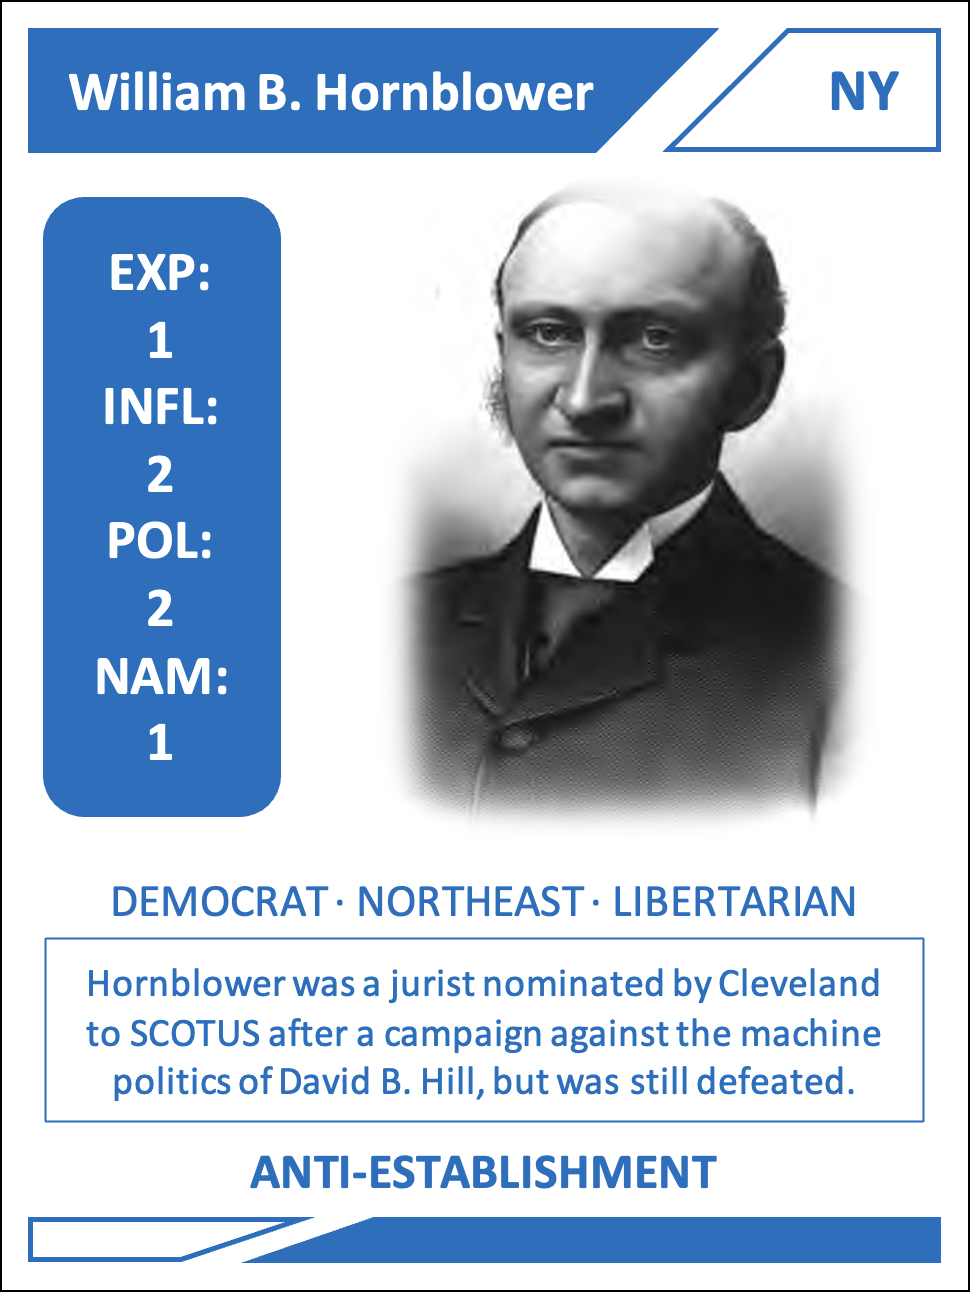 William B. Hornblower
NY
EXP:
1
INFL:
2
POL:
2
NAM:
1
DEMOCRAT · NORTHEAST · LIBERTARIAN
Hornblower was a jurist nominated by Cleveland
to SCOTUS after a campaign against the machine
politics of David B. Hill, but was still defeated.
ANTI-ESTABLISHMENT